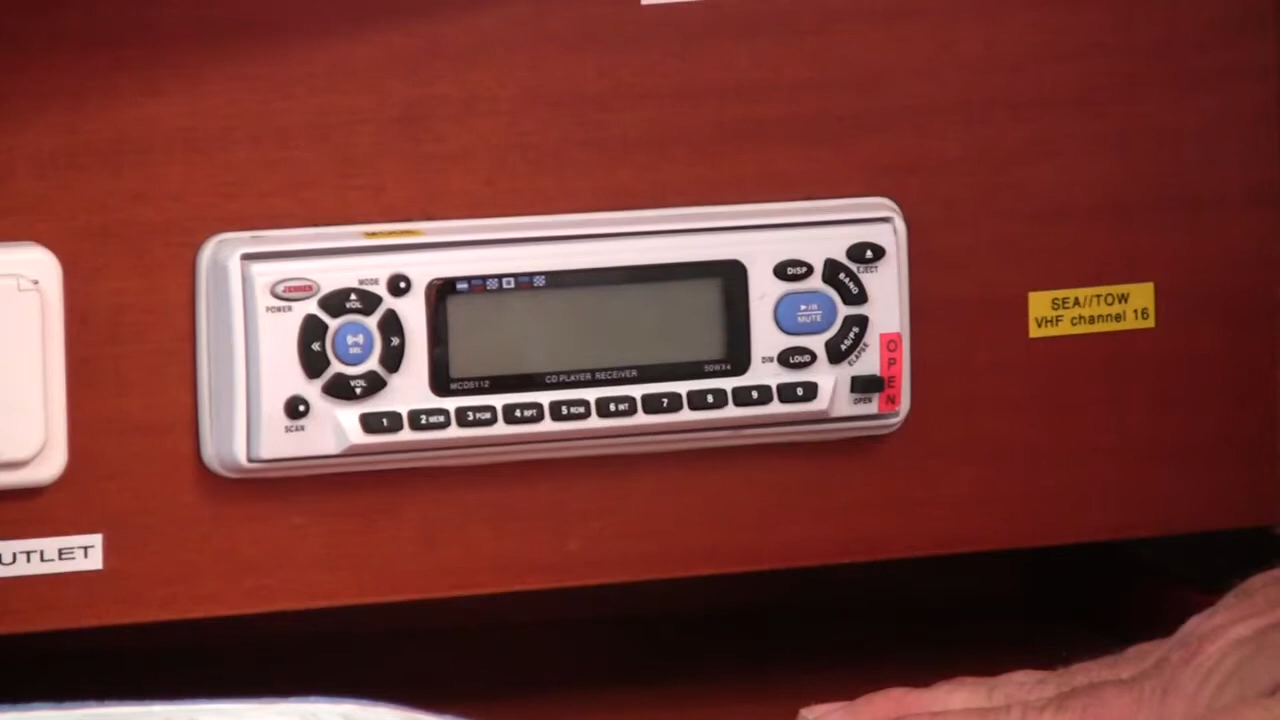 JENSEN
POWER
MODE
VOL
SEL
VOL
SCAN
MCD5112
CD PLAYER RECEIVER
50WX4
DISP
BAND
EJECT
MUTE
AS/PS
ELAPSE
DIM
LOUD
OPEN
OPEN
1
2 MEM
3 PGM
4 RPT
5 RDM
6 INT
7
8
9
0
SEA//TOW
VHF channel 16
UTLET